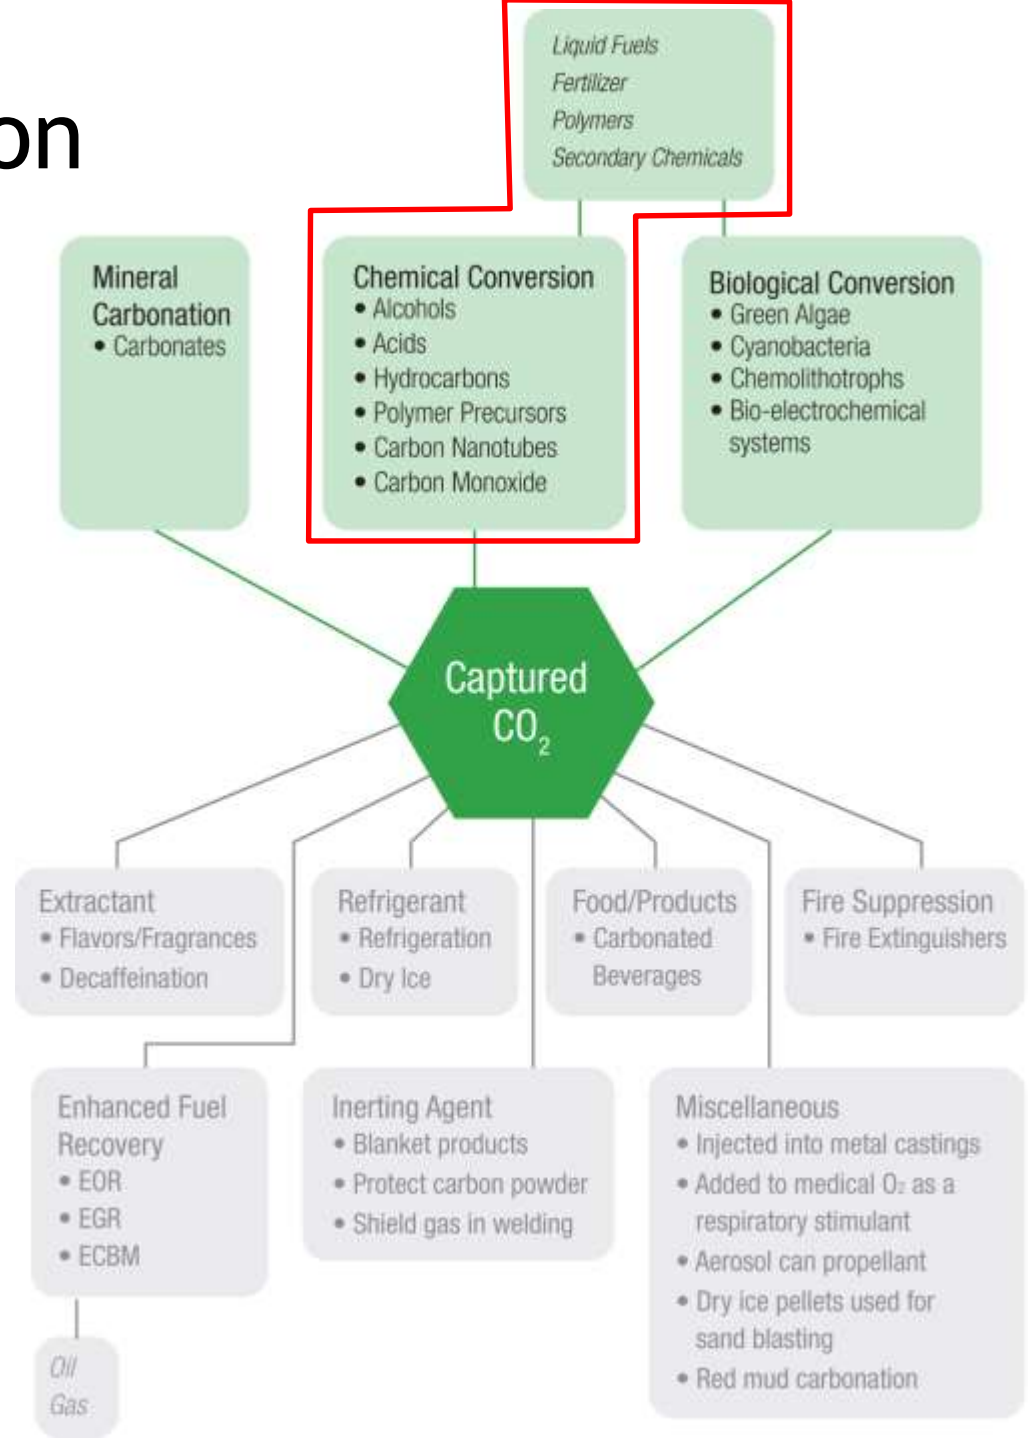 on
Liquid Fuels
Fertilizer
Polymers
Secondary Chemicals
Mineral
Carbonation
• Carbonates
Chemical Conversion
• Alcohols
• Acids
• Hydrocarbons
• Polymer Precursors
• Carbon Nanotubes
• Carbon Monoxide
Biological Conversion
• Green Algae
• Cyanobacteria
• Chemolithotrophs
• Bio-electrochemical
systems
Captured
CO₂
Extractant
• Flavors/Fragrances
• Decaffeination
Refrigerant
• Refrigeration
• Dry Ice
Food/Products
• Carbonated
Beverages
Fire Suppression
• Fire Extinguishers
Enhanced Fuel
Recovery
• EOR
• EGR
• ECBM
Oil
Gas
Inerting Agent
• Blanket products
• Protect carbon powder
• Shield gas in welding
Miscellaneous
• Injected into metal castings
• Added to medical O₂ as a
respiratory stimulant
• Aerosol can propellant
• Dry ice pellets used for
sand blasting
• Red mud carbonation